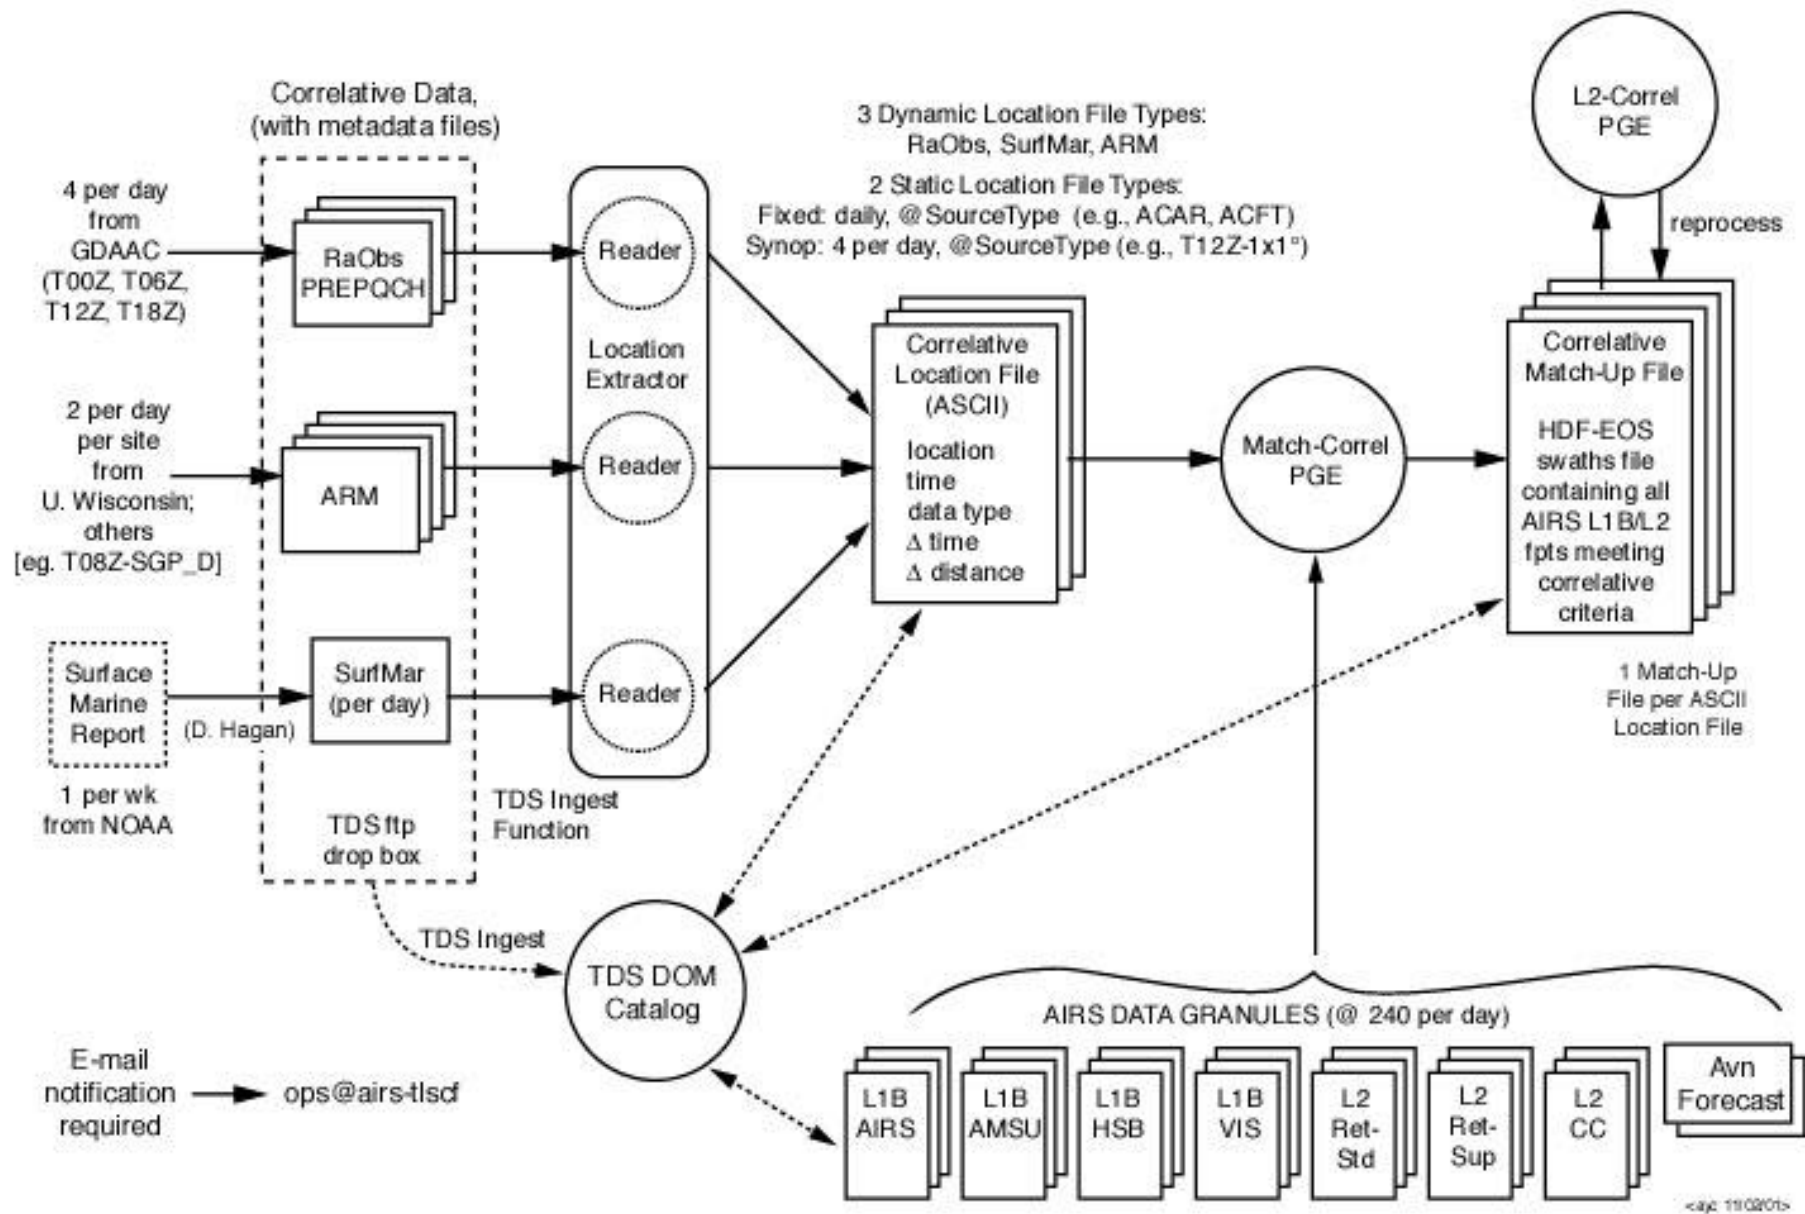 Correlative Data,
(with metadata files)
4 per day
from
GDAAC
(T00Z, T06Z,
T12Z, T18Z)
RaObs
PREPQCH
2 per day
per site
from
U. Wisconsin;
others
[eg. T08Z-SGP_D]
ARM
Surface
Marine
Report
(D. Hagan)
SurfMar
(per day)
1 per wk
from NOAA
TDS ftp
drop box
Reader
Location
Extractor
Reader
Reader
TDS Ingest
Function
3 Dynamic Location File Types:
RaObs, SurfMar, ARM
2 Static Location File Types:
Fixed: daily, @SourceType (e.g., ACAR, ACFT)
Synop: 4 per day, @SourceType (e.g., T12Z-1x1°)
Correlative
Location File
(ASCII)
location
time
data type
Δ time
Δ distance
Match-Correl
PGE
L2-Correl
PGE
reprocess
Correlative
Match-Up File
HDF-EOS
swaths file
containing all
AIRS L1B/L2
fpts meeting
correlative
criteria
1 Match-Up
File per ASCII
Location File
TDS Ingest
TDS DOM
Catalog
AIRS DATA GRANULES (@ 240 per day)
L1B
AIRS
L1B
AMSU
L1B
HSB
L1B
VIS
L2
Ret-
Std
L2
Ret-
Sup
L2
CC
Avn
Forecast
E-mail
notification
required
ops@airs-tlscf